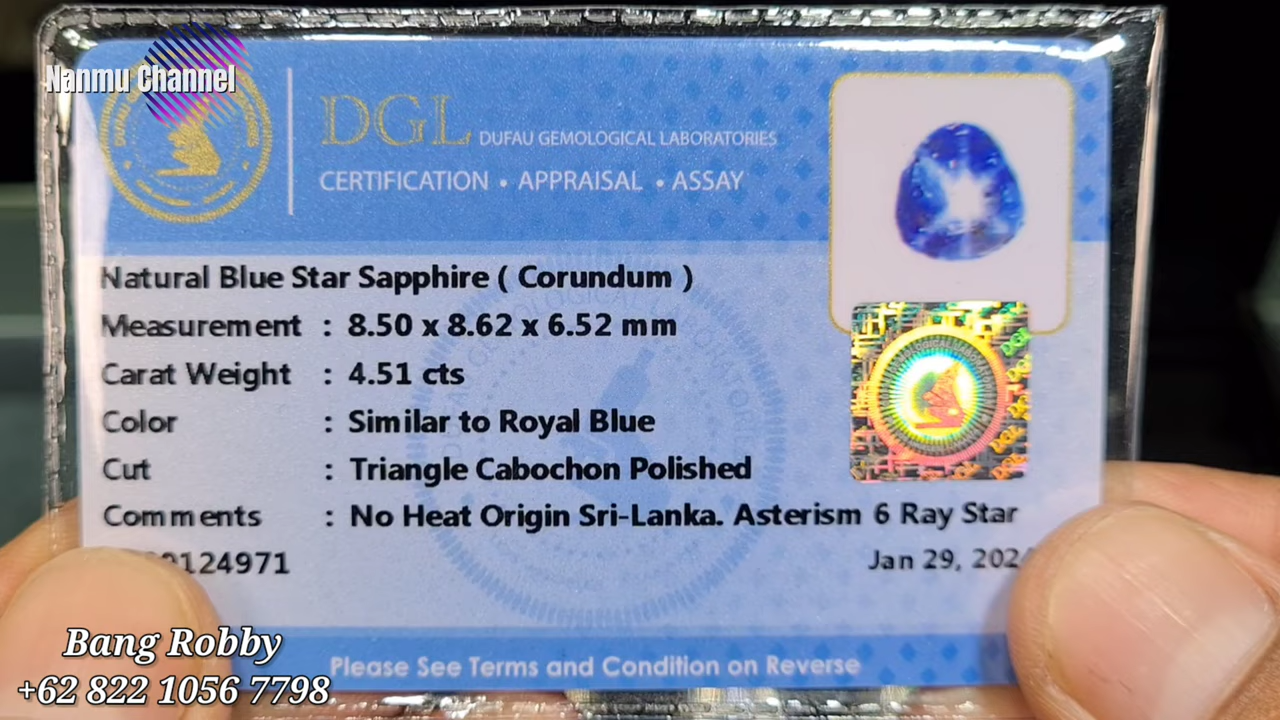 Nanmu Channel
DGL DUFAU GEMOLOGICAL LABORATORIES
CERTIFICATION • APPRAISAL • ASSAY
Natural Blue Star Sapphire ( Corundum )
Measurement : 8.50 x 8.62 x 6.52 mm
Carat Weight : 4.51 cts
Color : Similar to Royal Blue
Cut : Triangle Cabochon Polished
Comments : No Heat Origin Sri-Lanka. Asterism 6 Ray Star
124971 Jan 29, 202
Bang Robby
+62 822 1056 7798
Please See Terms and Condition on Reverse